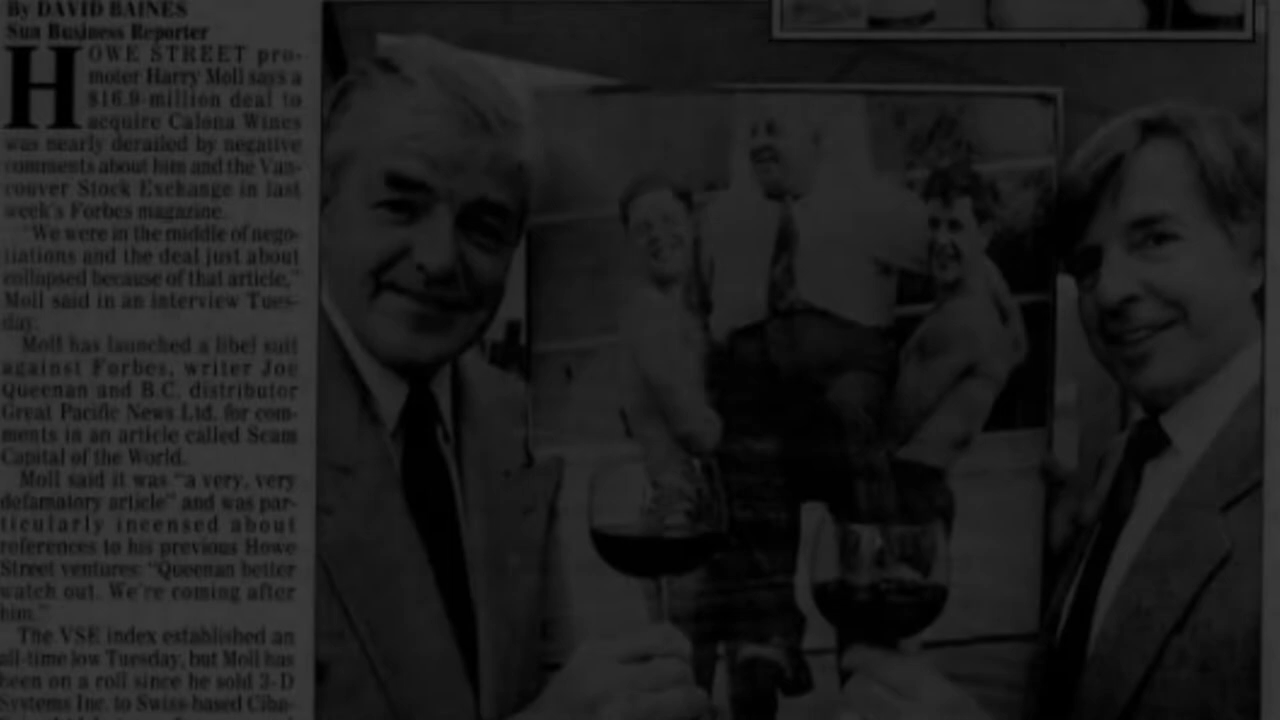 By DAVID BAINES
Sun Business Reporter
HOWE STREET pro-
moter Harry Moll says a
$16.9-million deal to
acquire Calona Wines
was nearly derailed by negative
comments about him and the Van-
couver Stock Exchange in last
week's Forbes magazine.
"We were in the middle of nego-
tiations and the deal just about
collapsed because of that article,"
Moll said in an interview Tues-
day.
Moll has launched a libel suit
against Forbes, writer Joe
Queenan and B.C. distributor
Great Pacific News Ltd. for com-
ments in an article called Scam
Capital of the World.
Moll said it was "a very, very
defamatory article" and was par-
ticularly incensed about
references to his previous Howe
Street ventures: "Queenan better
watch out. We're coming after
him."
The VSE index established an
all-time low Tuesday, but Moll has
been on a roll since he sold 3-D
Systems Inc. to Swiss-based Ciba-